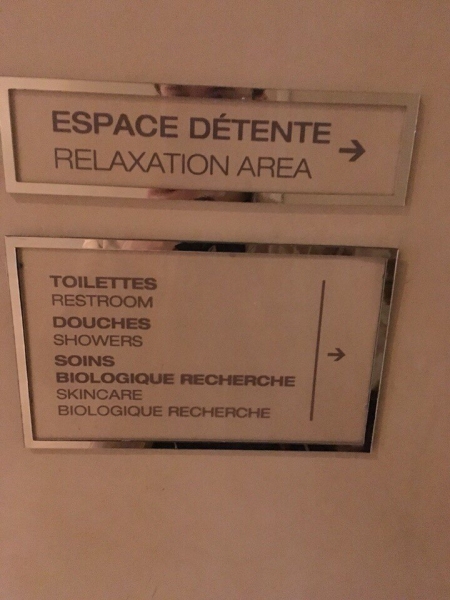 ESPACE DÉTENTE
RELAXATION AREA →
TOILETTES
RESTROOM
DOUCHES
SHOWERS
SOINS
BIOLOGIQUE RECHERCHE
SKINCARE
BIOLOGIQUE RECHERCHE →